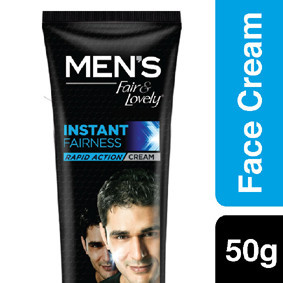 MEN'S
Fair &
Lovely
INSTANT
FAIRNESS
RAPID ACTION / CREAM
Face Cream
50g